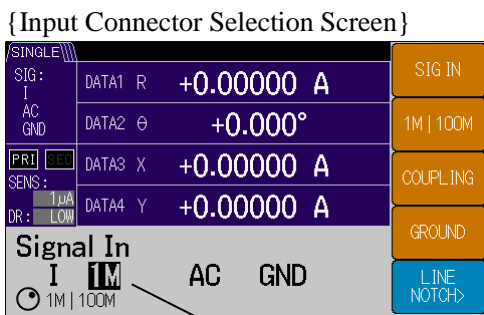 {Input Connector Selection Screen}
SINGLE
SIG:
I
AC
GND
PRI SEC
SENS:
1μA
DR: LOW
DATA1 R +0.00000 A
DATA2 θ +0.000°
DATA3 X +0.00000 A
DATA4 Y +0.00000 A
Signal In
I 1M AC GND
1M | 100M
SIG IN
1M | 100M
COUPLING
GROUND
LINE
NOTCH>